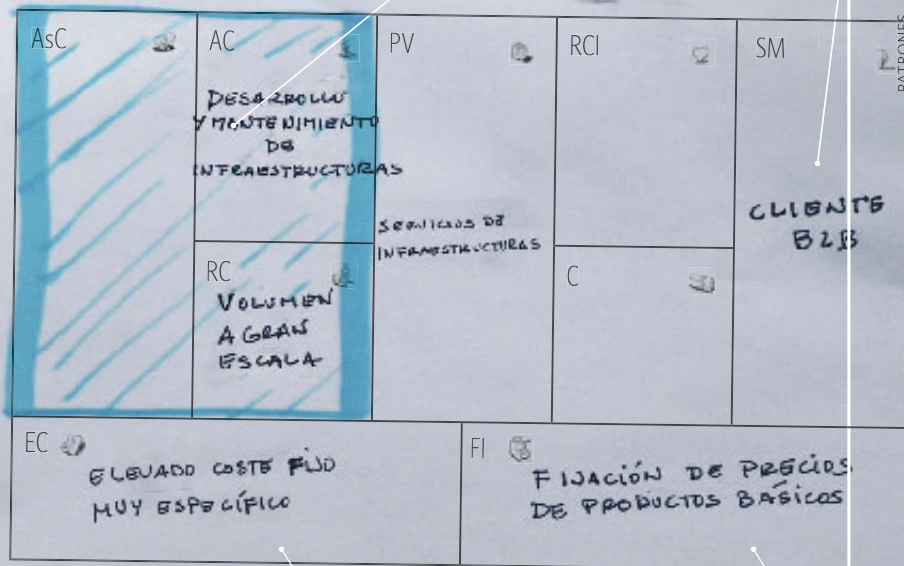 AsC
AC
DESARROLLO
Y MANTENIMIENTO
DE
INFRAESTRUCTURAS
RC
VOLUMEN
A GRAN
ESCALA
PV
SERVICIOS DE
INFRAESTRUCTURAS
RCl
C
SM
CLIENTE
B2B
PATRONES
EC
ELEVADO COSTE FIJO
MUY ESPECÍFICO
FI
FIJACIÓN DE PRECIOS
DE PRODUCTOS BÁSICOS